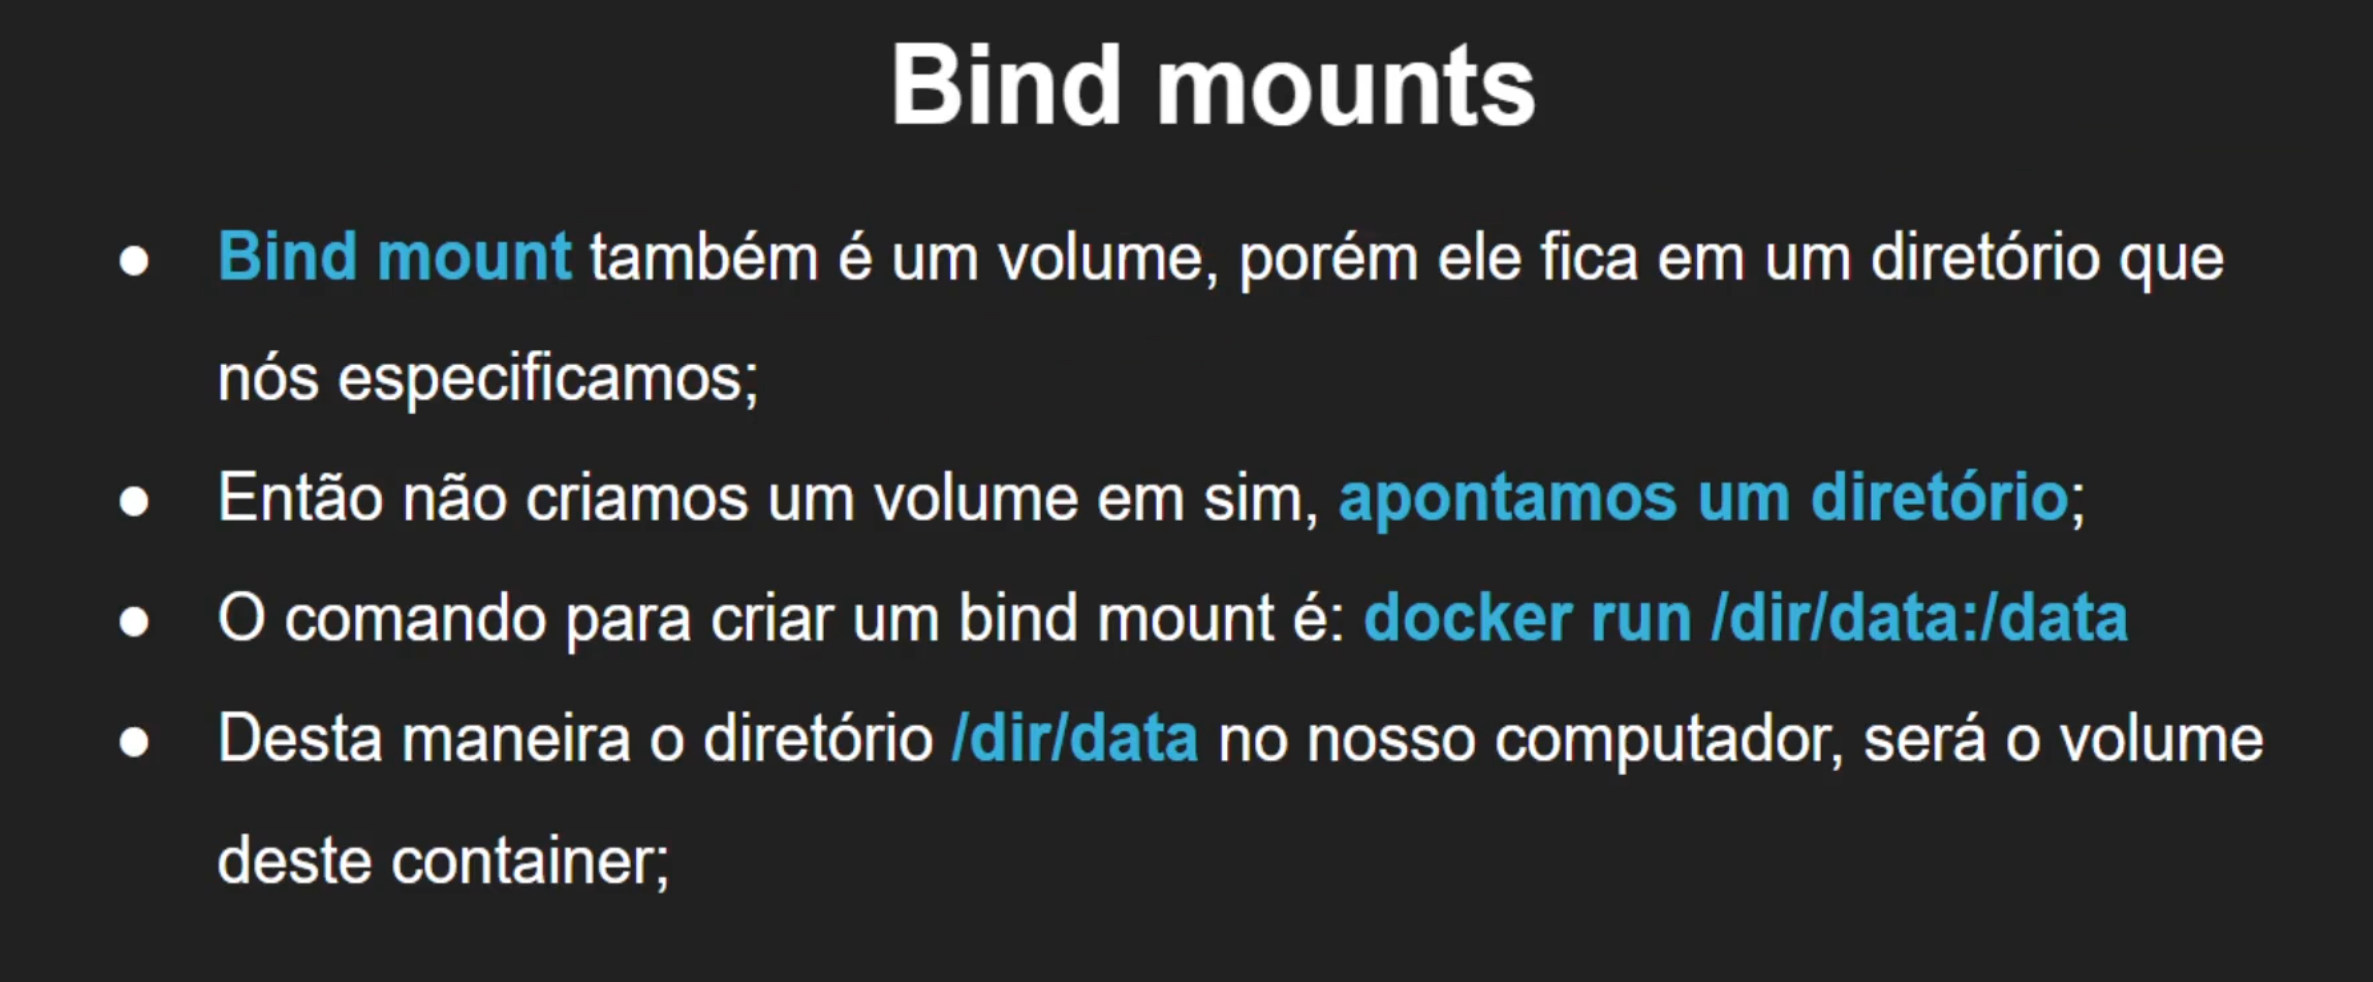 Bind mounts
● Bind mount também é um volume, porém ele fica em um diretório que
nós especificamos;
● Então não criamos um volume em sim, apontamos um diretório;
● O comando para criar um bind mount é: docker run /dir/data:/data
● Desta maneira o diretório /dir/data no nosso computador, será o volume
deste container;